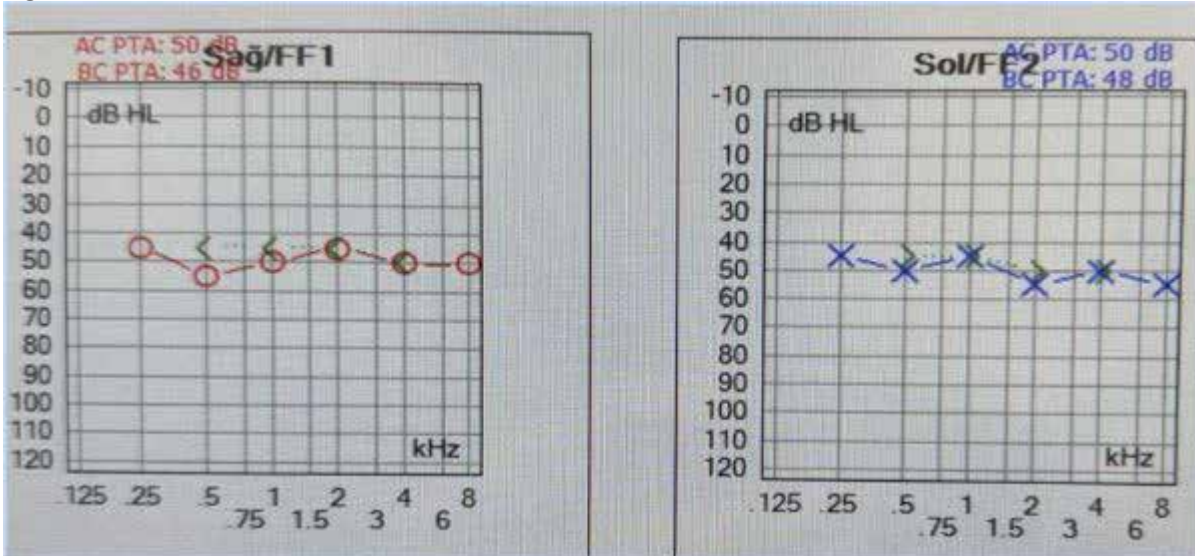 AC PTA: 50 dB
Sağ/FF1
BC PTA: 46 dB
-10
dB HL
0
10
20
30
40
50
60
70
80
90
100
110
kHz
120
.125 .25 .5 1 2 4 8
.75 1.5 3 6
AC PTA: 50 dB
Sol/FF2
BC PTA: 48 dB
-10
dB HL
0
10
20
30
40
50
60
70
80
90
100
110
kHz
120
.125 .25 .5 1 2 4 8
.75 1.5 3 6